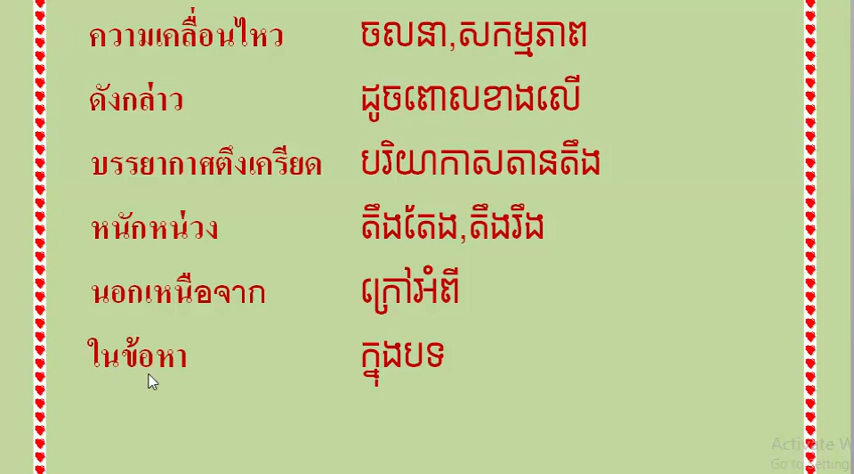 ความเคลื่อนไหว ចលនា,សកម្មភាព
ดังกล่าว ដូចពោលខាងលើ
บรรยากาศตึงเครียด បរិយាកាសតានតឹង
หนักหน่วง តឹងតែង,តឹងរឹង
นอกเหนือจาก ក្រៅអំពី
ในข้อหา ក្នុងបទ
Activate W
Go to Setting